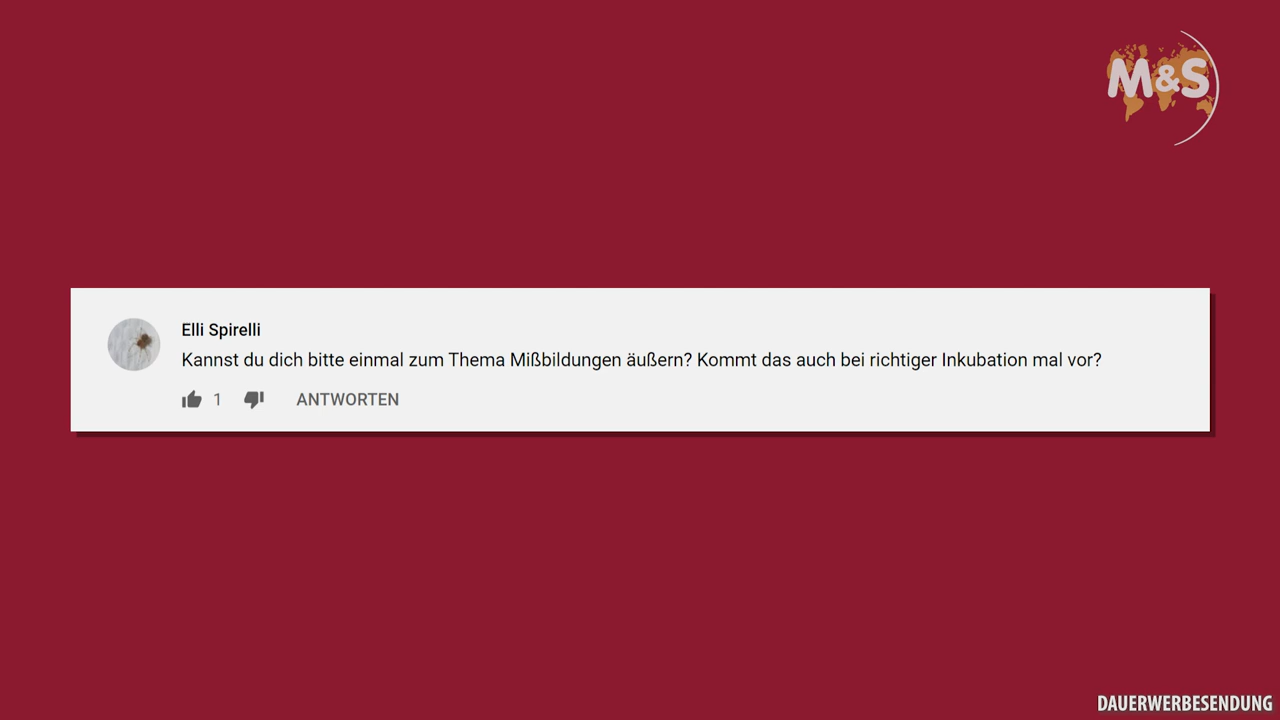 M&S
Elli Spirelli
Kannst du dich bitte einmal zum Thema Mißbildungen äußern? Kommt das auch bei richtiger Inkubation mal vor?
1 ANTWORTEN
DAUERWERBESENDUNG